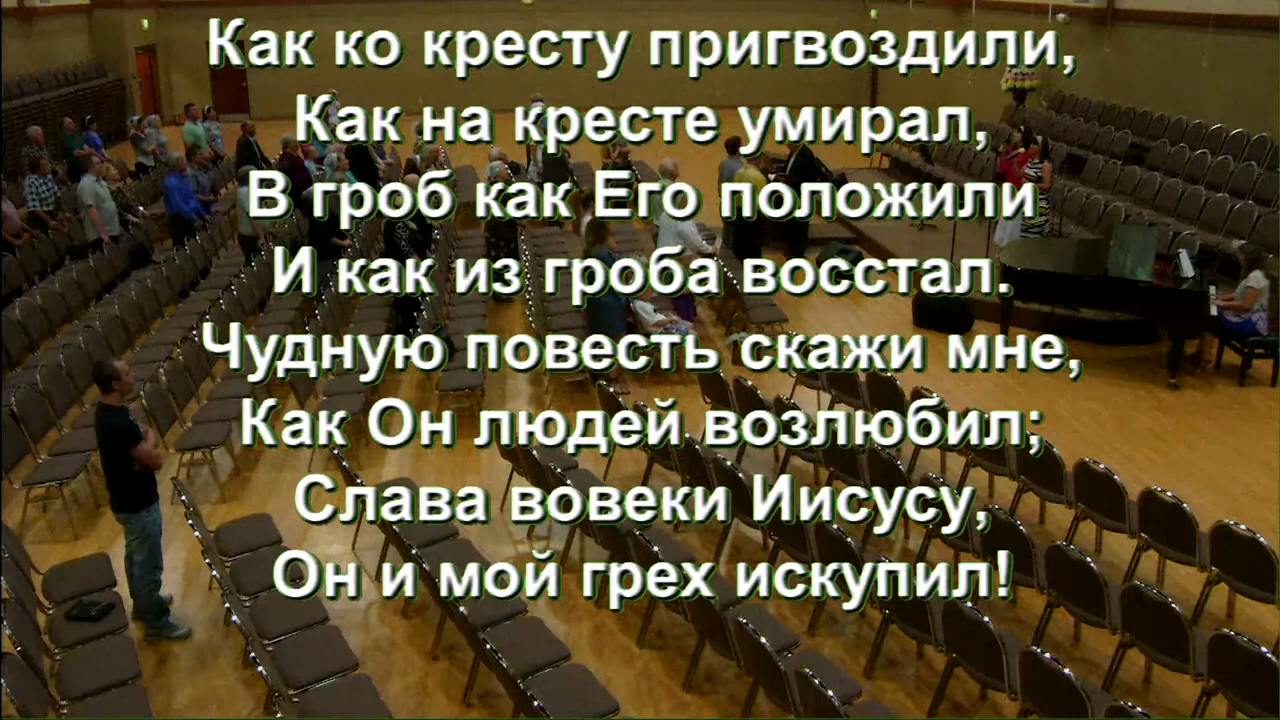 Как ко кресту пригвоздили,
Как на кресте умирал,
В гроб как Его положили
И как из гроба восстал.
Чудную повесть скажи мне,
Как Он людей возлюбил;
Слава вовеки Иисусу,
Он и мой грех искупил!